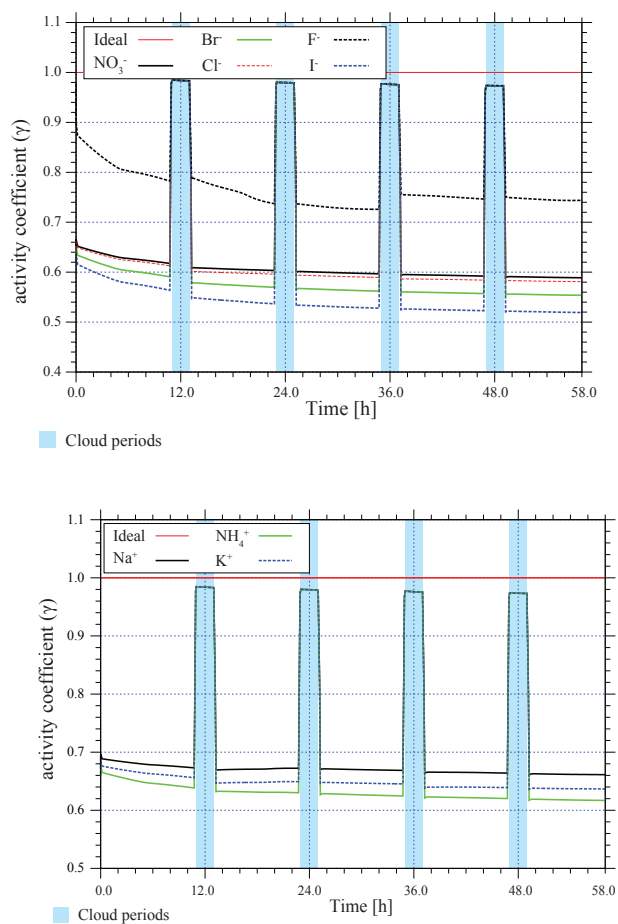 1.1
Ideal Br⁻ F⁻
NO₃⁻ Cl⁻ I⁻
1.0
0.9
0.8
0.7
0.6
0.5
0.4
activity coefficient (γ)
0.0 12.0 24.0 36.0 48.0 58.0
Time [h]
Cloud periods
1.1
Ideal NH₄⁺
Na⁺ K⁺
1.0
0.9
0.8
0.7
0.6
0.5
activity coefficient (γ)
0.0 12.0 24.0 36.0 48.0 58.0
Time [h]
Cloud periods